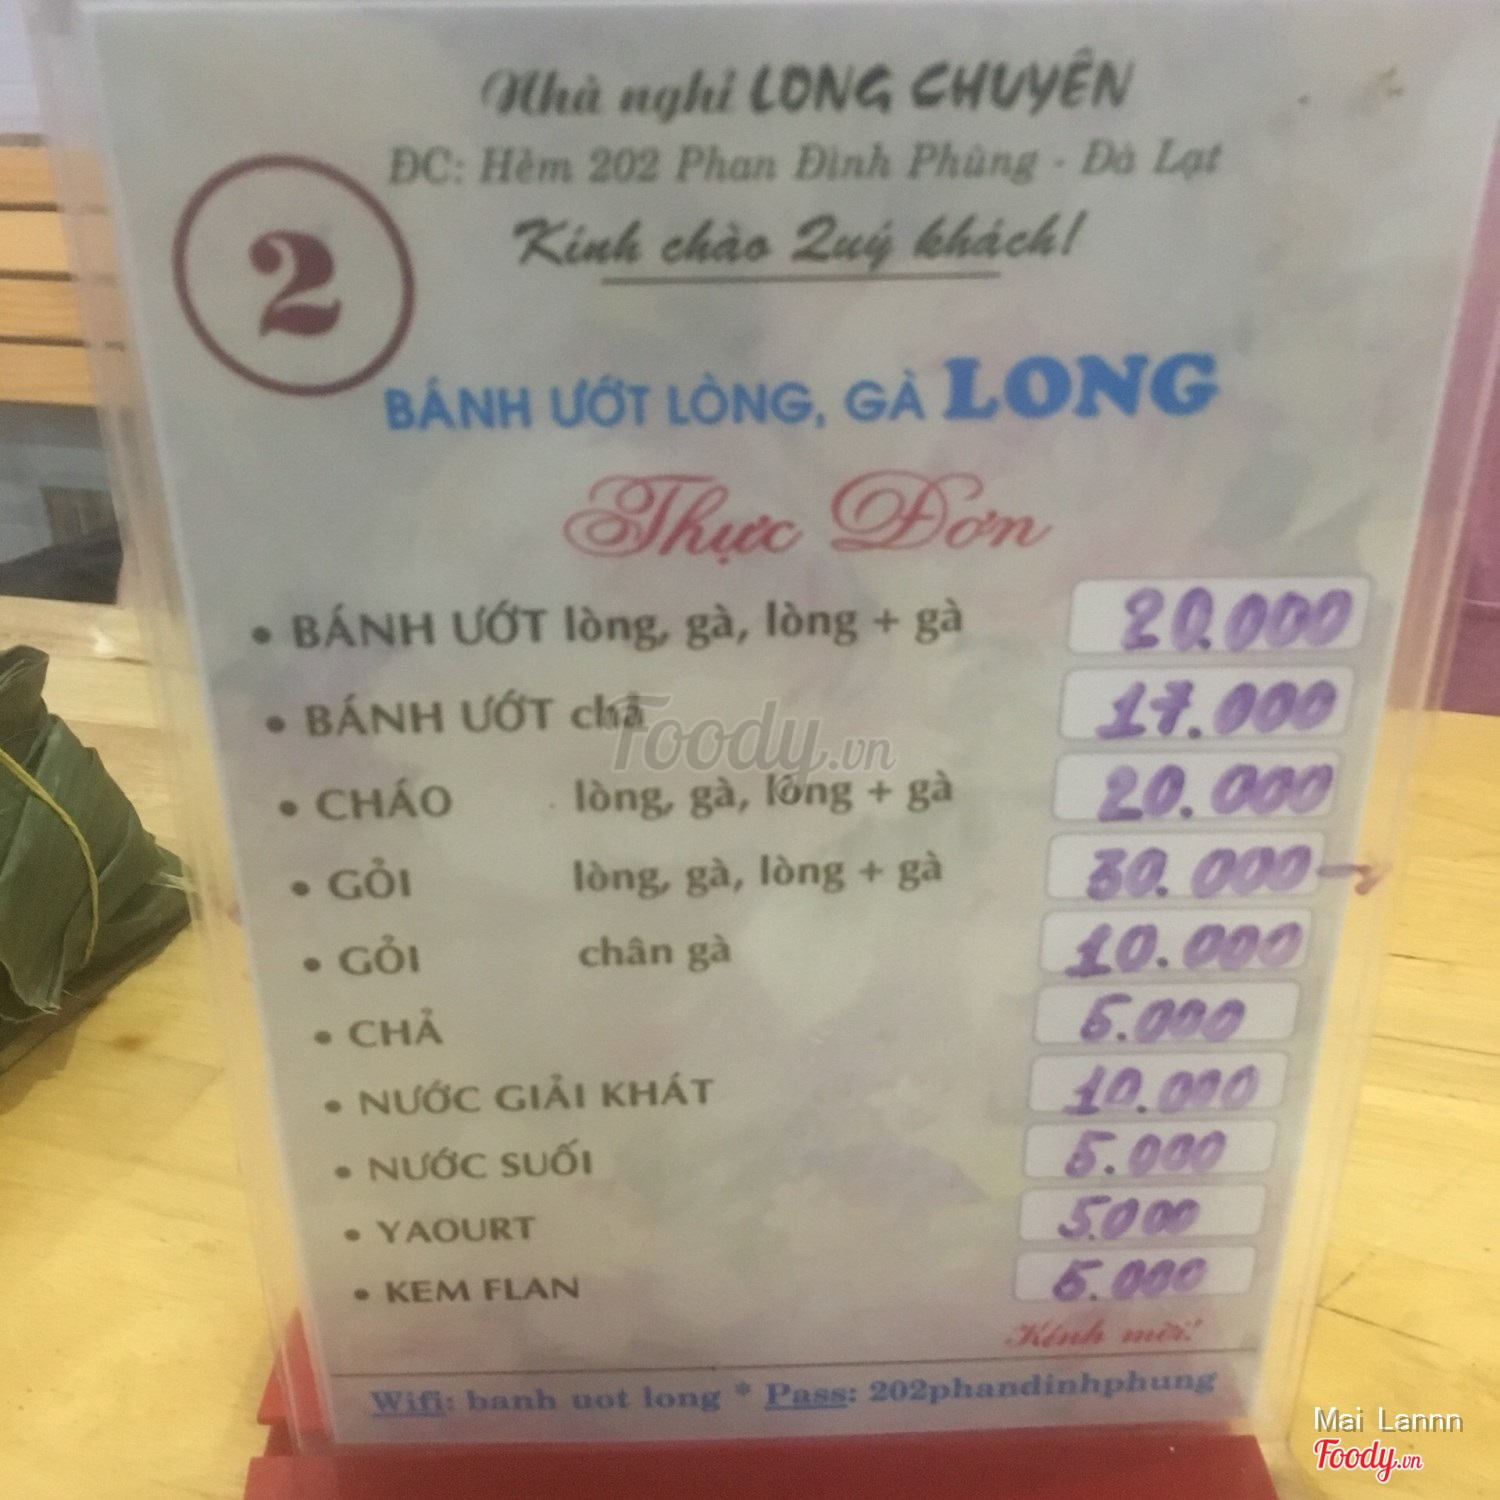 Nhà nghỉ LONG CHUYÊN
ĐC: Hẻm 202 Phan Đình Phùng - Đà Lạt
Kính chào Quý khách!
2
BÁNH ƯỚT LÒNG, GÀ LONG
Thực Đơn
• BÁNH ƯỚT lòng, gà, lòng + gà 20.000
• BÁNH ƯỚT chả 17.000
Foody.vn
• CHÁO lòng, gà, lòng + gà 20.000
• GỎI lòng, gà, lòng + gà 30.000
• GỎI chân gà 10.000
• CHẢ 5.000
• NƯỚC GIẢI KHÁT 10.000
• NƯỚC SUỐI 5.000
• YAOURT 5.000
• KEM FLAN 5.000
Kính mời!
Wifi: banh uot long * Pass: 202phandinhphung
Mai Lannn
Foody.vn